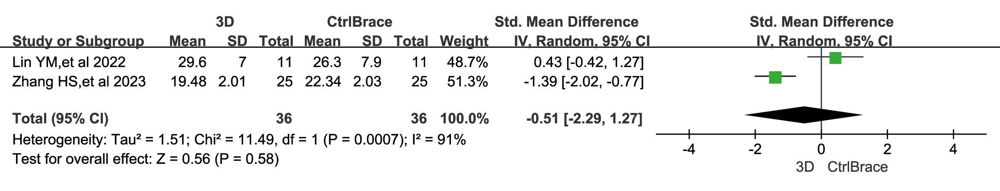 3D CtrlBrace Std. Mean Difference Std. Mean Difference
Study or Subgroup Mean SD Total Mean SD Total Weight IV, Random, 95% CI IV, Random, 95% CI
Lin YM,et al 2022 29.6 7 11 26.3 7.9 11 48.7% 0.43 [-0.42, 1.27]
Zhang HS,et al 2023 19.48 2.01 25 22.34 2.03 25 51.3% -1.39 [-2.02, -0.77]
Total (95% CI) 36 36 100.0% -0.51 [-2.29, 1.27]
Heterogeneity: Tau² = 1.51; Chi² = 11.49, df = 1 (P = 0.0007); I² = 91%
Test for overall effect: Z = 0.56 (P = 0.58)
-4 -2 0 2 4
3D CtrlBrace